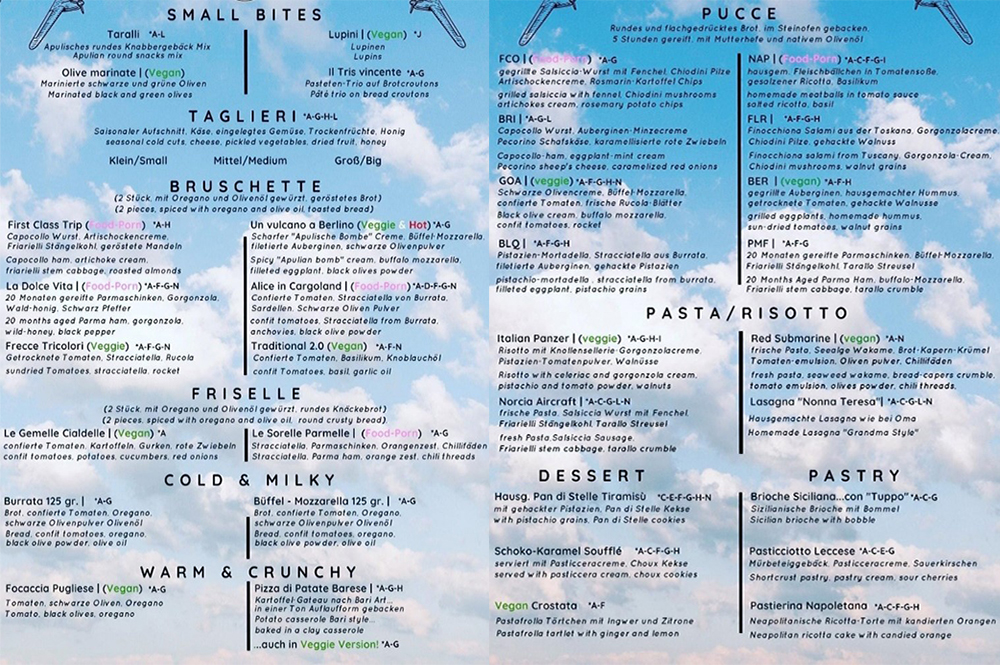 SMALL BITES
Taralli *A-L
Apulisches rundes Knabbergebäck Mix
Apulian round snacks mix
Lupini | (Vegan) *J
Lupinen
Lupins
Olive marinate | (Vegan)
Marinierte schwarze und grüne Oliven
Marinated black and green olives
Il Tris vincente *A-G
Pasteten-Trio auf Brotcroutons
Pâté trio on bread croutons
TAGLIERI *A-G-H-L
Saisonaler Aufschnitt, Käse, eingelegtes Gemüse, Trockenfrüchte, Honig
seasonal cold cuts, cheese, pickled vegetables, dried fruit, honey
Klein/Small Mittel/Medium Groß/Big
BRUSCHETTE
(2 Stück, mit Oregano und Olivenöl gewürzt, geröstetes Brot)
(2 pieces, spiced with oregano and olive oil, toasted bread)
First Class Trip (Food-Porn) *A-H
Capocollo Wurst, Artischockencreme,
Friarielli Stängelkohl, geröstete Mandeln
Capocollo ham, artichoke cream,
friarielli stem cabbage, roasted almonds
Un vulcano a Berlino (Veggie & Hot) *A-G
Scharfer "Apulische Bombe" Creme, Büffel-Mozzarella,
filetierte Auberginen, schwarze Olivenpulver
Spicy "Apulian bomb" cream, buffalo mozzarella,
filleted eggplant, black olives powder
La Dolce Vita | (Food-Porn) *A-F-G-N
20 Monaten gereifte Parmaschinken, Gorgonzola,
Wald-honig, Schwarz Pfeffer
20 months aged Parma ham, gorgonzola,
wild-honey, black pepper
Alice in Cargoland | (Food-Porn) *A-D-F-G-N
Confierte Tomaten, Stracciatella von Burrata,
Sardellen, Schwarze Oliven Pulver
confit tomatoes, Stracciatella from Burrata,
anchovies, black olive powder
Frecce Tricolori (Veggie) *A-F-G-N
Getrocknete Tomaten, Stracciatella, Rucola
sundried Tomatoes, stracciatella, rocket
Traditional 2.0 (Vegan) *A-F-N
Confierte Tomaten, Basilikum, Knoblauchöl
confit Tomatoes, basil, garlic oil
FRISELLE
(2 Stück, mit Oregano und Olivenöl gewürzt, rundes Knäckebrot)
(2 pieces, spiced with oregano and olive oil, round crusty bread)
Le Gemelle Cialdelle | (Vegan) *A
confierte Tomaten, Kartoffeln, Gurken, rote Zwiebeln
confit tomatoes, potatoes, cucumbers, red onions
Le Sorelle Parmelle | (Food-Porn) *A-G
Stracciatella, Parmaschinken, Orangenzest, Chillifäden
Stracciatella, Parma ham, orange zest, chili threads
COLD & MILKY
Burrata 125 gr. | *A-G
Brot, confierte Tomaten, Oregano,
schwarze Olivenpulver Olivenöl
Bread, confit tomatoes, oregano,
black olive powder, olive oil
Büffel - Mozzarella 125 gr. | *A-G
Brot, confierte Tomaten, Oregano,
schwarze Olivenpulver Olivenöl
Bread, confit tomatoes, oregano,
black olive powder, olive oil
WARM & CRUNCHY
Focaccia Pugliese | (Vegan) *A
Tomaten, schwarze Oliven, Oregano
Tomato, black olives, oregano
Pizza di Patate Barese | *A-G-H
Kartoffel-Gateau nach Bari Art...
in einer Ton Auflaufform gebacken
Potato casserole Bari style...
baked in a clay casserole
...auch in Veggie Version! *A-G
PUCCE
Rundes und flachgedrücktes Brot, im Steinofen gebacken,
5 Stunden gereift, mit Mutterhefe und nativem Olivenöl
FCO | (Food-Porn) *A-G
gegrillte Salsiccia-Wurst mit Fenchel, Chiodini Pilze
Artischockencreme, Rosmarin-Kartoffel Chips
grilled salsiccia with fennel, Chiodini mushrooms
artichokes cream, rosemary potato chips
NAP | (Food-Porn) *A-C-F-G-I
hausgem. Fleischbällchen in Tomatensoße,
gesalzener Ricotta, Basilikum
homemade meatballs in tomato sauce
salted ricotta, basil
BRI | *A-G-L
Capocollo Wurst, Auberginen-Minzecreme
Pecorino Schafskäse, karamellisierte rote Zwiebeln
Capocollo-ham, eggplant-mint cream
Pecorino sheep's cheese, caramelized red onions
FLR | *A-F-G-H
Finocchiona Salami aus der Toskana, Gorgonzolacreme,
Chiodini Pilze, gehackte Walnuss
Finocchiona salami from Tuscany, Gorgonzola-Cream,
Chiodini mushrooms, walnut grains
GOA | (veggie) *A-F-G-H-N
Schwarze Olivencreme, Büffel-Mozzarella,
confierte Tomaten, frische Rucola-Blätter
Black olive cream, buffalo mozzarella,
confit tomatoes, rocket
BER | (vegan) *A-F-H
gegrillte Auberginen, hausgemachter Hummus,
getrocknete Tomaten, gehackte Walnüsse
grilled eggplants, homemade hummus,
sun-dried tomatoes, walnut grains
BLQ | *A-F-G-H
Pistazien-Mortadella, Stracciatella aus Burrata,
filetierte Auberginen, gehackte Pistazien
pistachio-mortadella , stracciatella from burrata,
filleted eggplant, pistachio grains
PMF | *A-F-G
20 Monaten gereifte Parmaschinken, Büffel-Mozzarella,
Friarielli Stängelkohl, Tarallo Streusel
20 Months Aged Parma Ham, buffalo-Mozzarella,
Friarielli stem cabbage, tarallo crumble
PASTA/RISOTTO
Italian Panzer | (veggie) *A-G-H-I
Risotto mit Knollensellerie-Gorgonzolacreme,
Pistazien-Tomatenpulver, Walnüsse
Risotto with celeriac and gorgonzola cream,
pistachio and tomato powder, walnuts
Red Submarine | (vegan) *A-N
frische Pasta, Seealge Wakame, Brot-Kapern-Krümel
Tomaten-emulsion, Oliven pulver, Chillifäden
fresh pasta, seaweed wakame, bread-capers crumble,
tomato emulsion, olives powder, chili threads.
Norcia Aircraft | *A-C-G-L-N
frische Pasta, Salsiccia Wurst mit Fenchel,
Friarielli Stängelkohl, Tarallo Streusel
fresh Pasta,Salsiccia Sausage,
Friarielli stem cabbage, tarallo crumble
Lasagna "Nonna Teresa"| *A-C-G-L-N
Hausgemachte Lasagna wie bei Oma
Homemade Lasagna "Grandma Style"
DESSERT
Hausg. Pan di Stelle Tiramisù *C-E-F-G-H-N
mit gehackter Pistazien, Pan di Stelle Kekse
with pistachio grains, Pan di Stelle cookies
Schoko-Karamel Soufflé *A-C-F-G-H
serviert mit Pasticceracreme, Choux Kekse
served with pasticcera cream, choux cookies
Vegan Crostata *A-F
Pastafrolla Törtchen mit Ingwer und Zitrone
Pastafrolla tartlet with ginger and lemon
PASTRY
Brioche Siciliana...con "Tuppo" *A-C-G
Sizilianische Brioche mit Bommel
Sicilian brioche with bobble
Pasticciotto Leccese *A-C-E-G
Mürbeteiggebäck, Pasticceracreme, Sauerkirschen
Shortcrust pastry, pastry cream, sour cherries
Pastierina Napoletana *A-C-F-G-H
Neapolitanische Ricotta-Torte mit kandierten Orangen
Neapolitan ricotta cake with candied orange